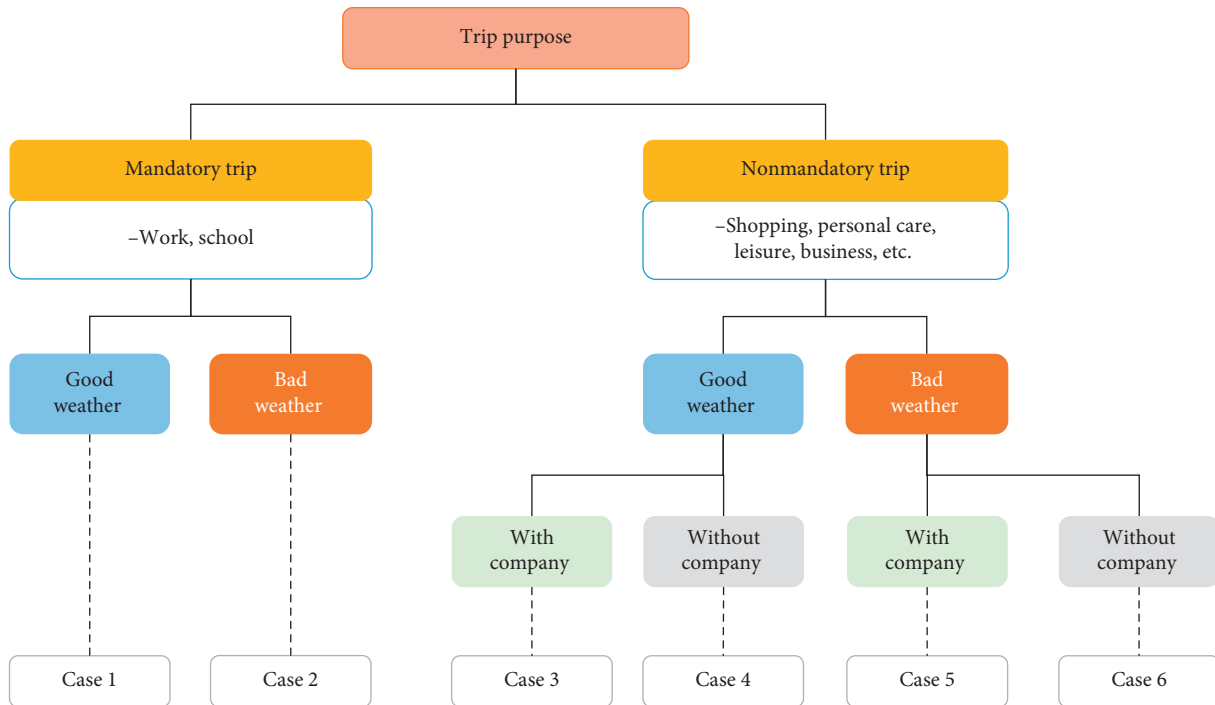 Trip purpose
Mandatory trip
Nonmandatory trip
–Work, school
–Shopping, personal care,
leisure, business, etc.
Good
weather
Bad
weather
Good
weather
Bad
weather
With
company
Without
company
With
company
Without
company
Case 1
Case 2
Case 3
Case 4
Case 5
Case 6